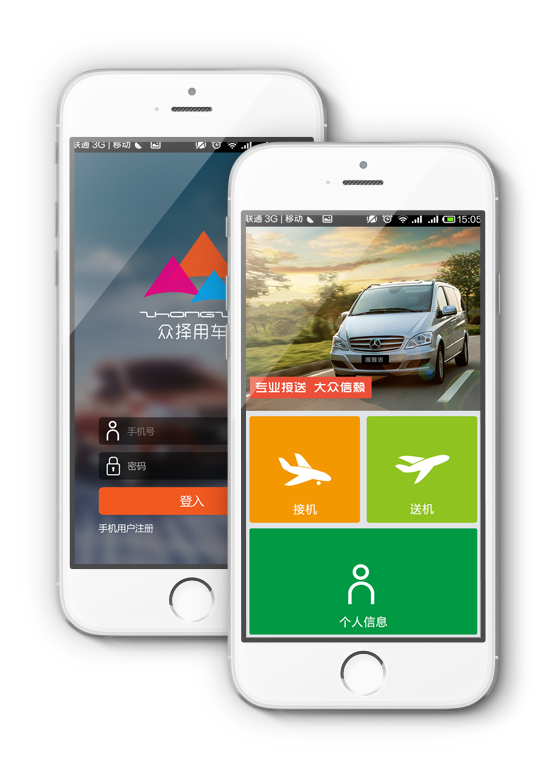 联通 3G | 移动
众择用车
手机号
密码
登入
手机用户注册
联通 3G | 移动 15:05
专业接送 大众信赖
接机
送机
个人信息